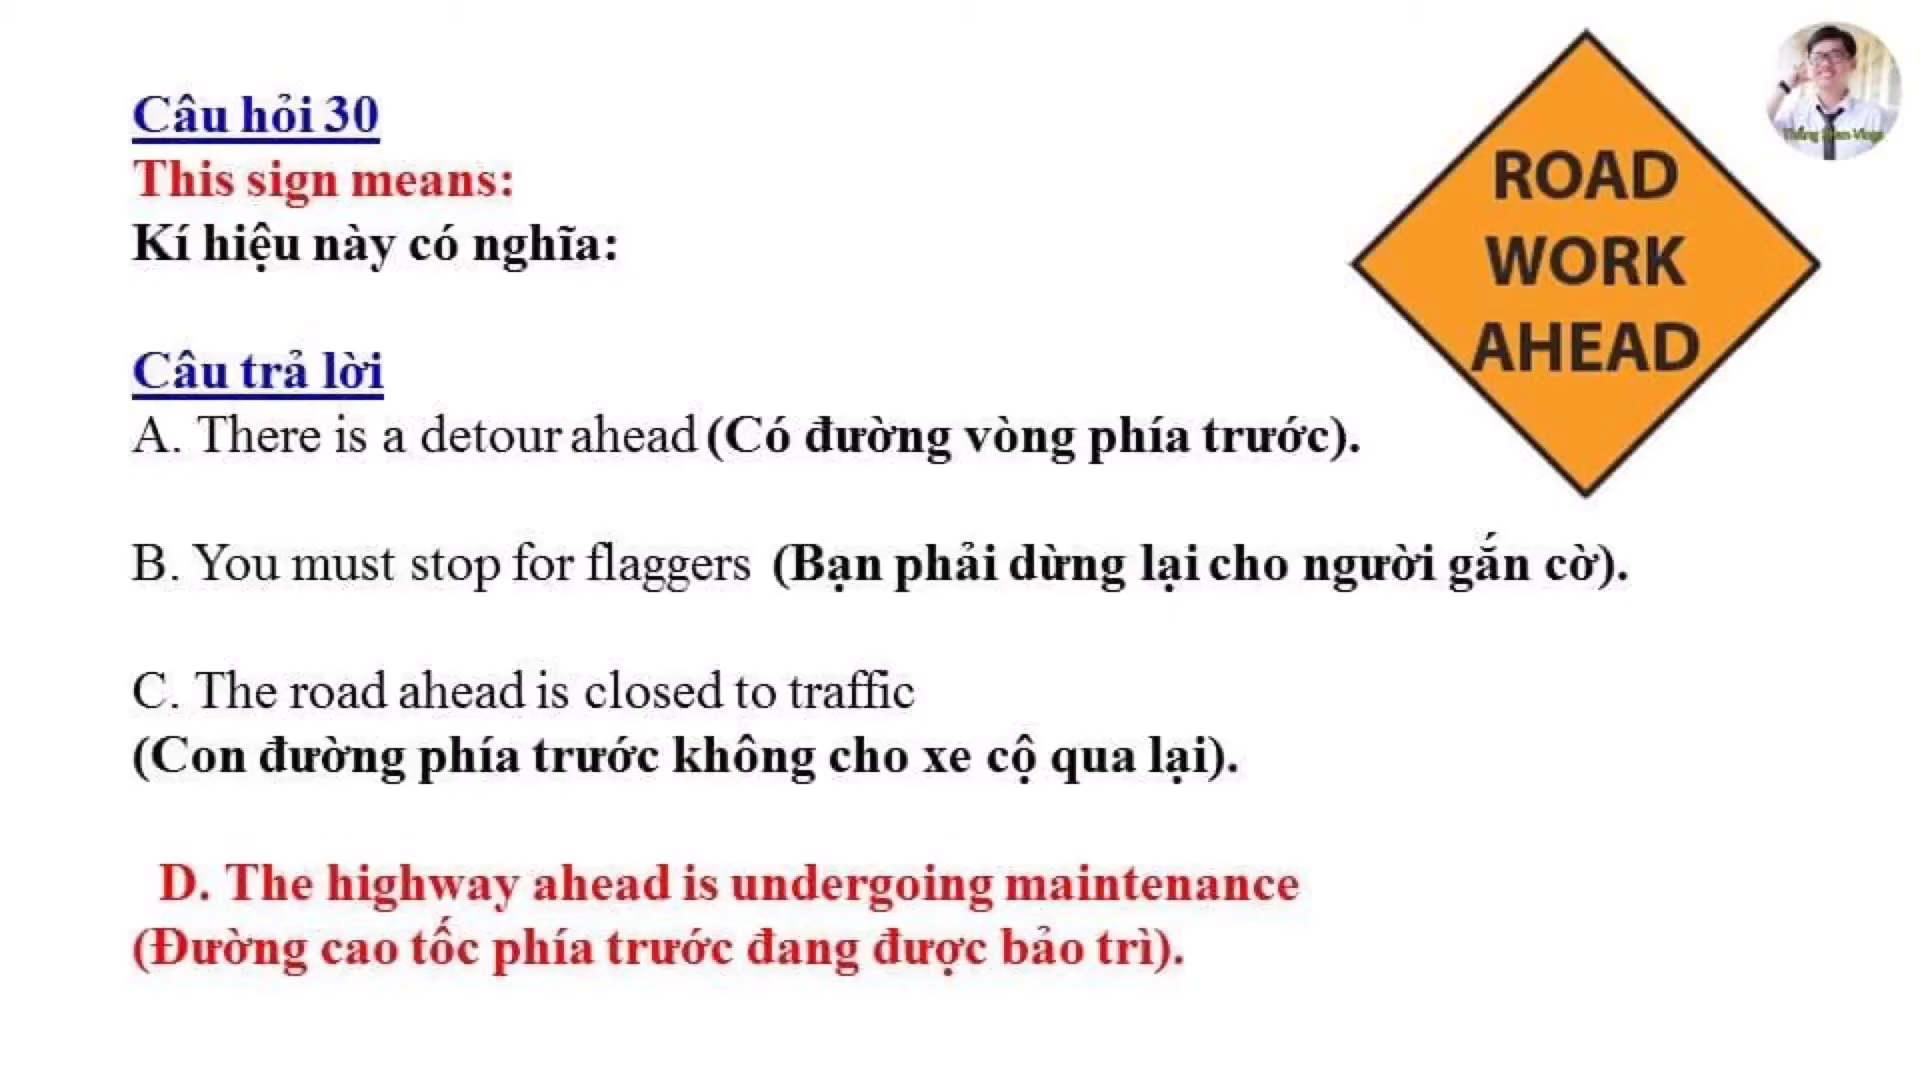 Câu hỏi 30
This sign means:
Kí hiệu này có nghĩa:
ROAD
WORK
AHEAD
Câu trả lời
A. There is a detour ahead (Có đường vòng phía trước).
B. You must stop for flaggers (Bạn phải dừng lại cho người gắn cờ).
C. The road ahead is closed to traffic
(Con đường phía trước không cho xe cộ qua lại).
D. The highway ahead is undergoing maintenance
(Đường cao tốc phía trước đang được bảo trì).